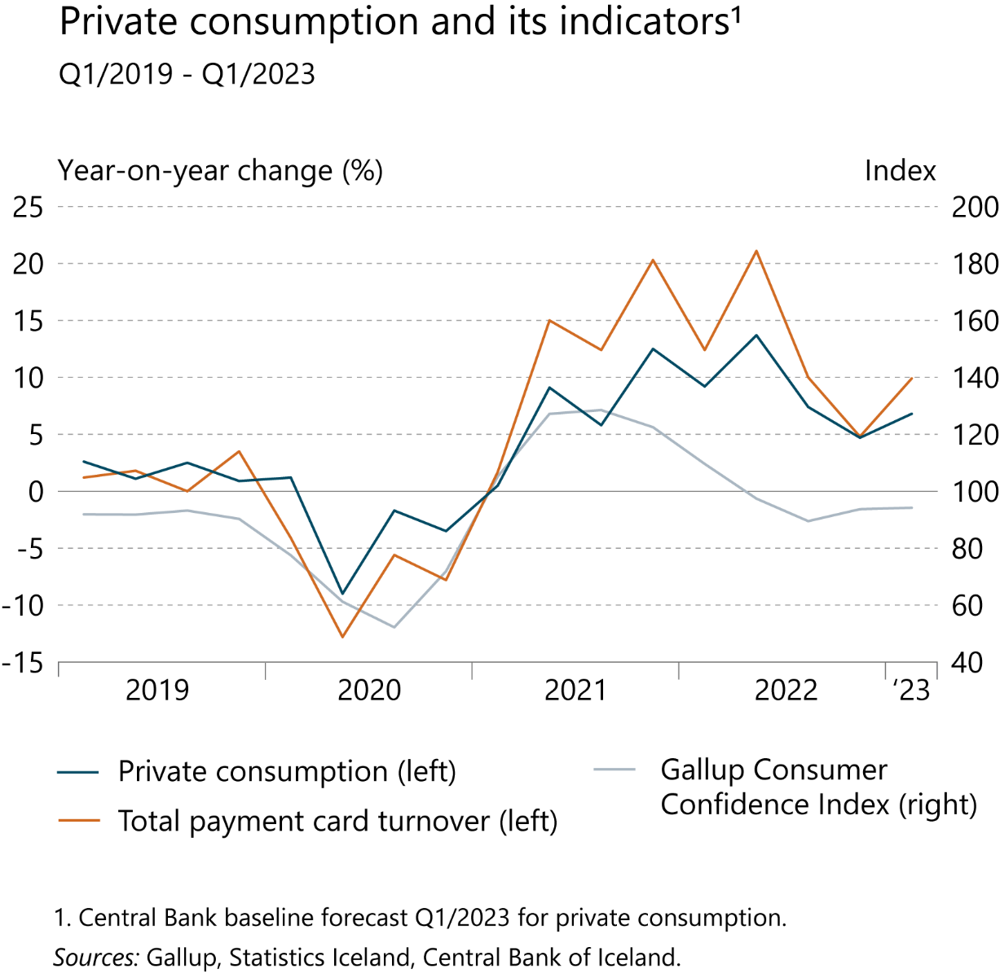 Private consumption and its indicators¹
Q1/2019 - Q1/2023
Year-on-year change (%)
Index
25
200
20
180
15
160
10
140
5
120
0
100
-5
80
-10
60
-15
40
2019
2020
2021
2022
‘23
Private consumption (left)
Total payment card turnover (left)
Gallup Consumer
Confidence Index (right)
1. Central Bank baseline forecast Q1/2023 for private consumption.
Sources: Gallup, Statistics Iceland, Central Bank of Iceland.